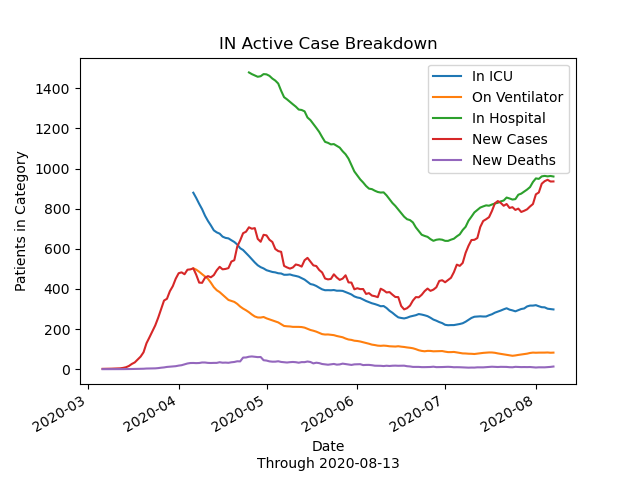 IN Active Case Breakdown
In ICU
On Ventilator
In Hospital
New Cases
New Deaths
Patients in Category
1400
1200
1000
800
600
400
200
0
2020-03
2020-04
2020-05
2020-06
2020-07
2020-08
Date
Through 2020-08-13